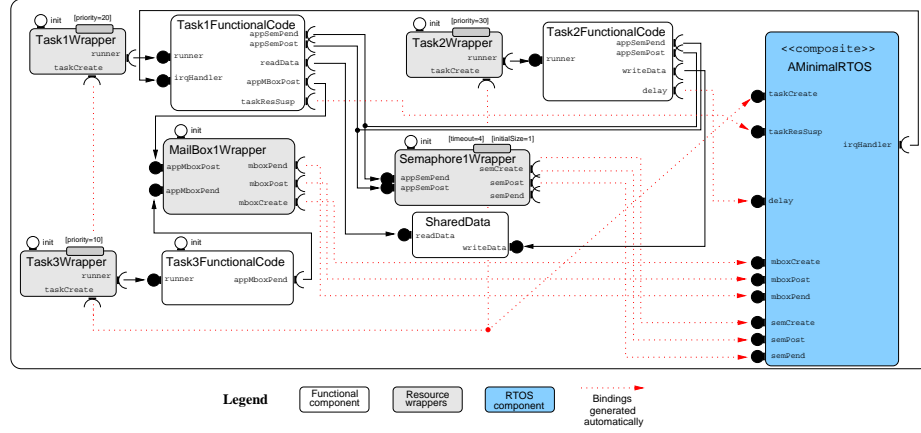 init
[priority=20]
Task1Wrapper
runner
taskCreate
init
Task1FunctionalCode
appSemPend
appSemPost
runner
readData
irqHandler
appMBoxPost
taskResSusp
init
[priority=30]
Task2Wrapper
runner
taskCreate
init
Task2FunctionalCode
appSemPend
appSemPost
runner
writeData
delay
<<composite>>
AMinimalRTOS
taskCreate
taskResSusp
irqHandler
delay
mboxCreate
mboxPost
mboxPend
semCreate
semPost
semPend
init
MailBox1Wrapper
appMboxPost
mboxPend
mboxPost
appMboxPend
mboxCreate
init
[timeout=4]
[initialSize=1]
Semaphore1Wrapper
semCreate
appSemPend
semPost
appSemPost
semPend
SharedData
readData
writeData
init
[priority=10]
Task3Wrapper
runner
taskCreate
init
Task3FunctionalCode
runner
appMboxPend
Legend
Functional
component
Resource
wrappers
RTOS
component
Bindings
generated
automatically